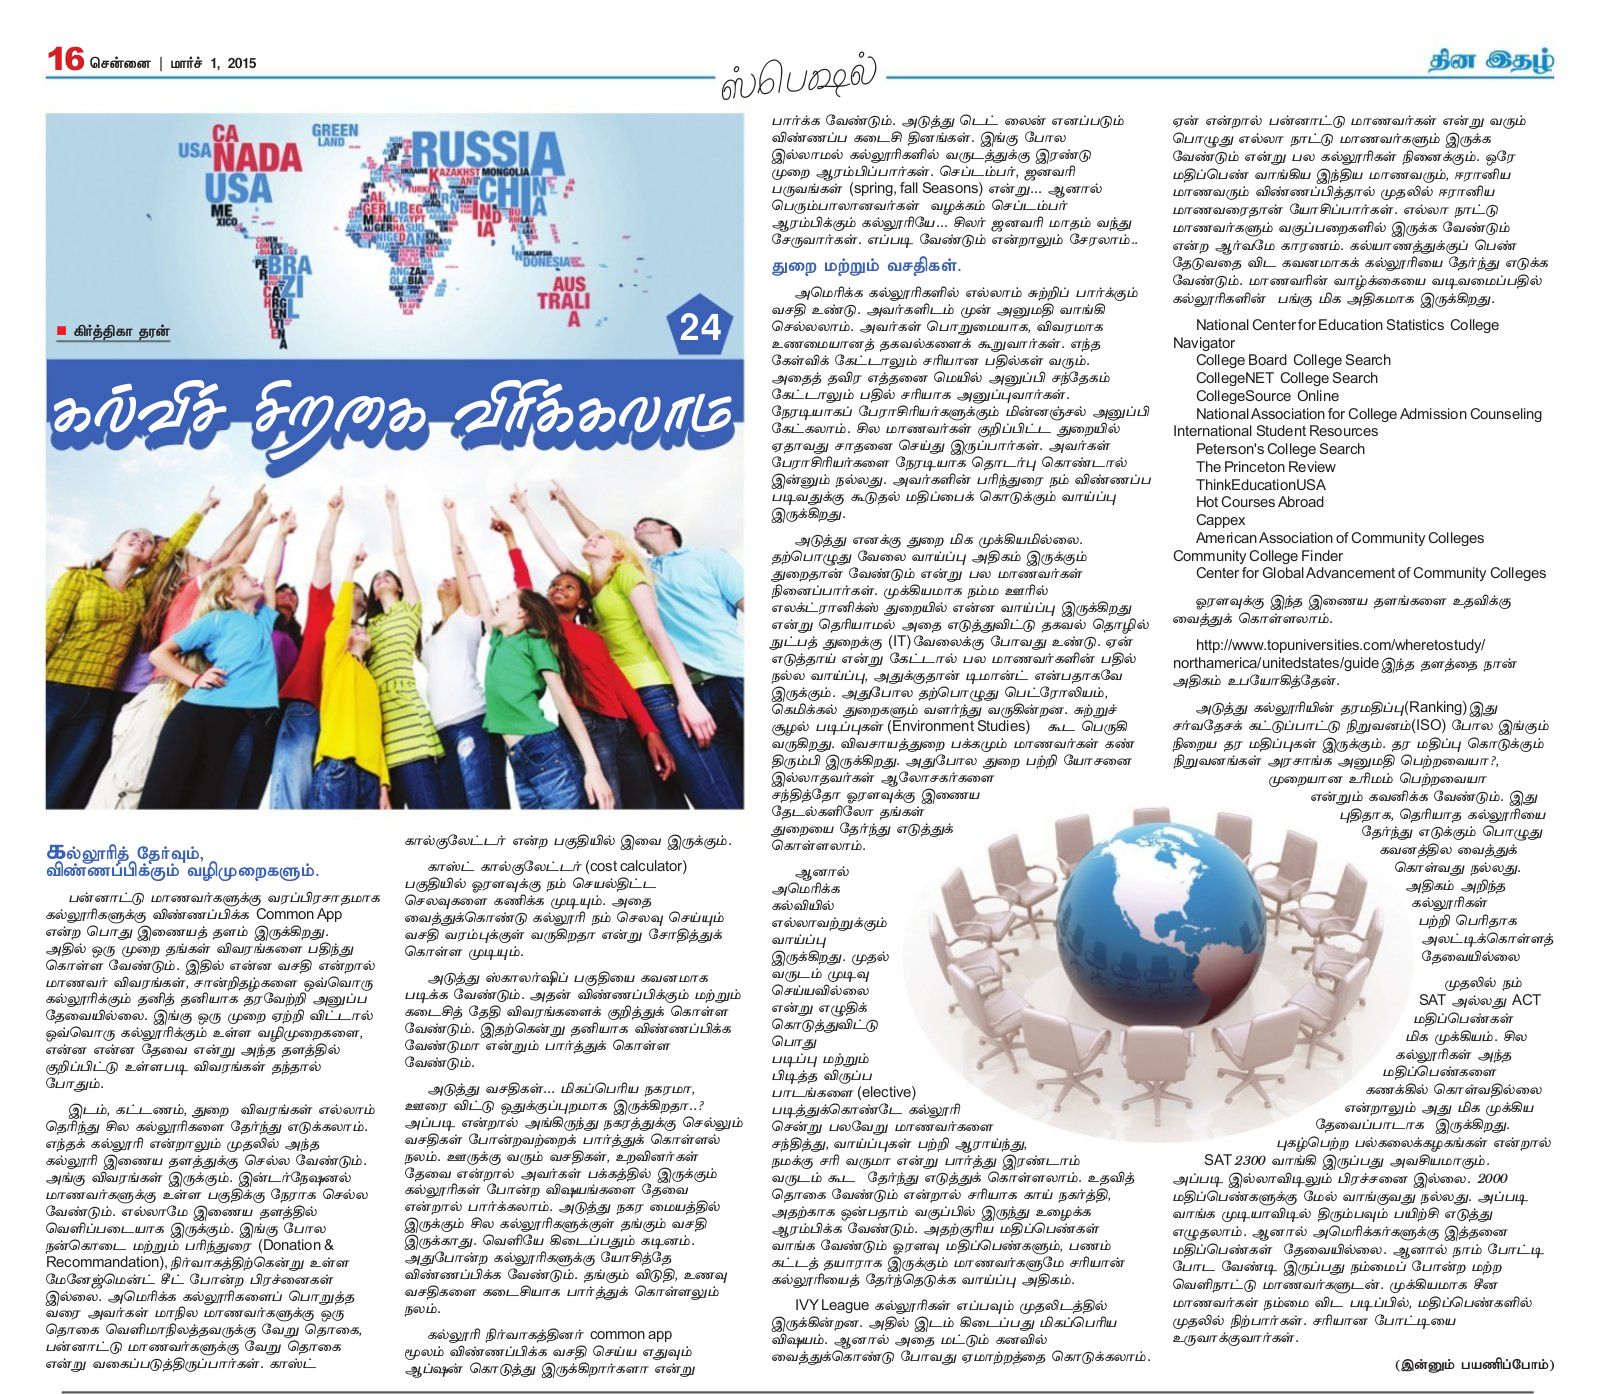 16 சென்னை | மார்ச் 1, 2015
ஸ்பெஷல்
தின இதழ்
CA
NADA
USA
USA
ME
XICO
GREEN
LAND
RUSSIA
KAZAKHST
MONGOLIA
CHIN
A
IND
IA
BRA
ZI
L
AUS
TRALI
A
■ கிர்த்திகா தரன்
24
கல்விச் சிறகை விரிக்கலாம்
கல்லூரித் தேர்வும்,
விண்ணப்பிக்கும் வழிமுறைகளும்.
பன்னாட்டு மாணவர்களுக்கு வரப்பிரசாதமாக
கல்லூரிகளுக்கு விண்ணப்பிக்க Common App
என்ற பொது இணையத் தளம் இருக்கிறது.
அதில் ஒரு முறை தங்கள் விவரங்களை பதிந்து
கொள்ள வேண்டும். இதில் என்ன வசதி என்றால்
மாணவர் விவரங்கள், சான்றிதழ்களை ஒவ்வொரு
கல்லூரிக்கும் தனித் தனியாக தரவேற்றி அனுப்ப
தேவையில்லை. இங்கு ஒரு முறை ஏற்றி விட்டால்
ஒவ்வொரு கல்லூரிக்கும் உள்ள வழிமுறைகளை,
என்ன என்ன தேவை என்று அந்த தளத்தில்
குறிப்பிட்டு உள்ளபடி விவரங்கள் தந்தால்
போதும்.
இடம், கட்டணம், துறை விவரங்கள் எல்லாம்
தெரிந்து சில கல்லூரிகளை தேர்ந்து எடுக்கலாம்.
எந்தக் கல்லூரி என்றாலும் முதலில் அந்த
கல்லூரி இணைய தளத்துக்கு செல்ல வேண்டும்.
அங்கு விவரங்கள் இருக்கும். இன்டர்நேஷனல்
மாணவர்களுக்கு உள்ள பகுதிக்கு நேராக செல்ல
வேண்டும். எல்லாமே இணைய தளத்தில்
வெளிப்படையாக இருக்கும். இங்கு போல
நன்கொடை மற்றும் பரிந்துரை (Donation &
Recommandation), நிர்வாகத்திற்கென்று உள்ள
மேனேஜ்மென்ட் சீட் போன்ற பிரச்னைகள்
இல்லை. அமெரிக்க கல்லூரிகளைப் பொறுத்த
வரை அவர்கள் மாநில மாணவர்களுக்கு ஒரு
தொகை வெளிமாநிலத்தவருக்கு வேறு தொகை,
பன்னாட்டு மாணவர்களுக்கு வேறு தொகை
என்று வகைப்படுத்திருப்பார்கள். காஸ்ட்
கால்குலேட்டர் என்ற பகுதியில் இவை இருக்கும்.
காஸ்ட் கால்குலேட்டர் (cost calculator)
பகுதியில் ஓரளவுக்கு நம் செயல்திட்ட
செலவுகளை கணிக்க முடியும். அதை
வைத்துக்கொண்டு கல்லூரி நம் செலவு செய்யும்
வசதி வரம்புக்குள் வருகிறதா என்று சோதித்துக்
கொள்ள முடியும்.
அடுத்து ஸ்காலர்ஷிப் பகுதியை கவனமாக
படிக்க வேண்டும். அதன் விண்ணப்பிக்கும் மற்றும்
கடைசித் தேதி விவரங்களைக் குறித்துக் கொள்ள
வேண்டும். இதற்கென்று தனியாக விண்ணப்பிக்க
வேண்டுமா என்றும் பார்த்துக் கொள்ள
வேண்டும்.
அடுத்து வசதிகள்... மிகப்பெரிய நகரமா,
ஊரை விட்டு ஒதுக்குப்புறமாக இருக்கிறதா..?
அப்படி என்றால் அங்கிருந்து நகரத்துக்கு செல்லும்
வசதிகள் போன்றவற்றைக் பார்த்துக் கொள்ளல்
நலம். ஊருக்கு வரும் வசதிகள், உறவினர்கள்
தேவை என்றால் அவர்கள் பக்கத்தில் இருக்கும்
கல்லூரிகள் போன்ற விஷயங்களை தேவை
என்றால் பார்க்கலாம். அடுத்து நகர மையத்தில்
இருக்கும் சில கல்லூரிகளுக்குள் தங்கும் வசதி
இருக்காது. வெளியே கிடைப்பதும் கடினம்.
அதுபோன்ற கல்லூரிகளுக்கு யோசித்தே
விண்ணப்பிக்க வேண்டும். தங்கும் விடுதி, உணவு
வசதிகளை கடைசியாக பார்த்துக் கொள்ளலும்
நலம்.
கல்லூரி நிர்வாகத்தினர் common app
மூலம் விண்ணப்பிக்க வசதி செய்ய எதுவும்
ஆப்ஷன் கொடுத்து இருக்கிறார்களா என்று
பார்க்க வேண்டும். அடுத்து டெட் லைன் எனப்படும்
விண்ணப்ப கடைசி தினங்கள். இங்கு போல
இல்லாமல் கல்லூரிகளில் வருடத்துக்கு இரண்டு
முறை ஆரம்பிப்பார்கள். செப்டம்பர், ஜனவரி
பருவங்கள் (spring, fall Seasons) என்று... ஆனால்
பெரும்பாலானவர்கள் வழக்கம் செப்டம்பர்
ஆரம்பிக்கும் கல்லூரியே... சிலர் ஜனவரி மாதம் வந்து
சேருவார்கள். எப்படி வேண்டும் என்றாலும் சேரலாம்..
துறை மற்றும் வசதிகள்.
அமெரிக்க கல்லூரிகளில் எல்லாம் சுற்றிப் பார்க்கும்
வசதி உண்டு. அவர்களிடம் முன் அனுமதி வாங்கி
செல்லலாம். அவர்கள் பொறுமையாக, விவரமாக
உணமையானத் தகவல்களைக் கூறுவார்கள். எந்த
கேள்விக் கேட்டாலும் சரியான பதில்கள் வரும்.
அதைத் தவிர எத்தனை மெயில் அனுப்பி சந்தேகம்
கேட்டாலும் பதில் சரியாக அனுப்புவார்கள்.
நேரடியாகப் பேராசிரியர்களுக்கும் மின்னஞ்சல் அனுப்பி
கேட்கலாம். சில மாணவர்கள் குறிப்பிட்ட துறையில்
ஏதாவது சாதனை செய்து இருப்பார்கள். அவர்கள்
பேராசிரியர்களை நேரடியாக தொடர்பு கொண்டால்
இன்னும் நல்லது. அவர்களின் பரிந்துரை நம் விண்ணப்ப
படிவதுக்கு கூடுதல் மதிப்பைக் கொடுக்கும் வாய்ப்பு
இருக்கிறது.
அடுத்து எனக்கு துறை மிக முக்கியமில்லை.
தற்பொழுது வேலை வாய்ப்பு அதிகம் இருக்கும்
துறைதான் வேண்டும் என்று பல மாணவர்கள்
நினைப்பார்கள். முக்கியமாக நம்ம ஊரில்
எலக்ட்ரானிக்ஸ் துறையில் என்ன வாய்ப்பு இருக்கிறது
என்று தெரியாமல் அதை எடுத்துவிட்டு தகவல் தொழில்
நுட்பத் துறைக்கு (IT) வேலைக்கு போவது உண்டு. ஏன்
எடுத்தாய் என்று கேட்டால் பல மாணவர்களின் பதில்
நல்ல வாய்ப்பு, அதுக்குதான் டிமான்ட் என்பதாகவே
இருக்கும். அதுபோல தற்பொழுது பெட்ரோலியம்,
கெமிக்கல் துறைகளும் வளர்ந்து வருகின்றன. சுற்றுச்
சூழல் படிப்புகள் (Environment Studies) கூட பெருகி
வருகிறது. விவசாயத்துறை பக்கமும் மாணவர்கள் கண்
திரும்பி இருக்கிறது. அதுபோல துறை பற்றி யோசனை
இல்லாதவர்கள் ஆலோசகர்களை
சந்தித்தோ ஓரளவுக்கு இணைய
தேடல்களிலோ தங்கள்
துறையை தேர்ந்து எடுத்துக்
கொள்ளலாம்.
ஆனால்
அமெரிக்க
கல்வியில்
எல்லாவற்றுக்கும்
வாய்ப்பு
இருக்கிறது. முதல்
வருடம் முடிவு
செய்யவில்லை
என்று எழுதிக்
கொடுத்துவிட்டு
பொது
படிப்பு மற்றும்
பிடித்த விருப்ப
பாடங்களை (elective)
படித்துக்கொண்டே கல்லூரி
சென்று பலவேறு மாணவர்களை
சந்தித்து, வாய்ப்புகள் பற்றி ஆராய்ந்து,
நமக்கு சரி வருமா என்று பார்த்து இரண்டாம்
வருடம் கூட தேர்ந்து எடுத்துக் கொள்ளலாம். உதவித்
தொகை வேண்டும் என்றால் சரியாக காய் நகர்த்தி,
அதற்காக ஒன்பதாம் வகுப்பில் இருந்து உழைக்க
ஆரம்பிக்க வேண்டும். அதற்குரிய மதிப்பெண்கள்
வாங்க வேண்டும் ஓரளவு மதிப்பெண்களும், பணம்
கட்டத் தயாராக இருக்கும் மாணவர்களுமே சரியான்
கல்லூரியைத் தேர்ந்தெடுக்க வாய்ப்பு அதிகம்.
IVY League கல்லூரிகள் எப்பவும் முதலிடத்தில்
இருக்கின்றன. அதில் இடம் கிடைப்பது மிகப்பெரிய
விஷயம். ஆனால் அதை மட்டும் கனவில்
வைத்துக்கொண்டு போவது ஏமாற்றத்தை கொடுக்கலாம்.
ஏன் என்றால் பன்னாட்டு மாணவர்கள் என்று வரும்
பொழுது எல்லா நாட்டு மாணவர்களும் இருக்க
வேண்டும் என்று பல கல்லூரிகள் நினைக்கும். ஒரே
மதிப்பெண் வாங்கிய இந்திய மாணவரும், ஈரானிய
மாணவரும் விண்ணப்பித்தால் முதலில் ஈரானிய
மாணவரைதான் யோசிப்பார்கள். எல்லா நாட்டு
மாணவர்களும் வகுப்பறைகளில் இருக்க வேண்டும்
என்ற ஆர்வமே காரணம். கல்யாணத்துக்குப் பெண்
தேடுவதை விட கவனமாகக் கல்லூரியை தேர்ந்து எடுக்க
வேண்டும். மாணவரின் வாழ்க்கையை வடிவமைப்பதில்
கல்லூரிகளின் பங்கு மிக அதிகமாக இருக்கிறது.
National Center for Education Statistics College
Navigator
College Board College Search
CollegeNET College Search
CollegeSource Online
National Association for College Admission Counseling
International Student Resources
Peterson's College Search
The Princeton Review
ThinkEducationUSA
Hot Courses Abroad
Cappex
American Association of Community Colleges
Community College Finder
Center for Global Advancement of Community Colleges
ஓரளவுக்கு இந்த இணைய தளங்களை உதவிக்கு
வைத்துக் கொள்ளலாம்.
http://www.topuniversities.com/wheretostudy/
northamerica/unitedstates/guide இந்த தளத்தை நான்
அதிகம் உபயோகித்தேன்.
அடுத்து கல்லூரியின் தரமதிப்பு(Ranking) இது
சர்வதேசக் கட்டுப்பாட்டு நிறுவனம்(ISO) போல இங்கும்
நிறைய தர மதிப்புகள் இருக்கும். தர மதிப்பு கொடுக்கும்
நிறுவனங்கள் அரசாங்க அனுமதி பெற்றவையா?,
முறையான உரிமம் பெற்றவையா
என்றும் கவனிக்க வேண்டும். இது
புதிதாக, தெரியாத கல்லூரியை
தேர்ந்து எடுக்கும் பொழுது
கவனத்தில வைத்துக்
கொள்வது நல்லது.
அதிகம் அறிந்த
கல்லூரிகள்
பற்றி பெரிதாக
அலட்டிக்கொள்ளத்
தேவையில்லை
முதலில் நம்
SAT அல்லது ACT
மதிப்பெண்கள்
மிக முக்கியம். சில
கல்லூரிகள் அந்த
மதிப்பெண்களை
கணக்கில் கொள்வதில்லை
என்றாலும் அது மிக முக்கிய
தேவைப்பாடாக இருக்கிறது.
புகழ்பெற்ற பல்கலைக்கழகங்கள் என்றால்
SAT 2300 வாங்கி இருப்பது அவசியமாகும்.
அப்படி இல்லாவிடிலும் பிரச்சனை இல்லை. 2000
மதிப்பெண்களுக்கு மேல் வாங்குவது நல்லது. அப்படி
வாங்க முடியாவிடில் திரும்பவும் பயிற்சி எடுத்து
எழுதலாம். ஆனால் அமெரிக்கர்களுக்கு இத்தனை
மதிப்பெண்கள் தேவையில்லை. ஆனால் நாம் போட்டி
போட வேண்டி இருப்பது நம்மைப் போன்ற மற்ற
வெளிநாட்டு மாணவர்களுடன். முக்கியமாக சீன
மாணவர்கள் நம்மை விட படிப்பில், மதிப்பெண்களில்
முதலில் நிற்பார்கள். சரியான போட்டியை
உருவாக்குவார்கள்.
(இன்னும் பயணிப்போம்)